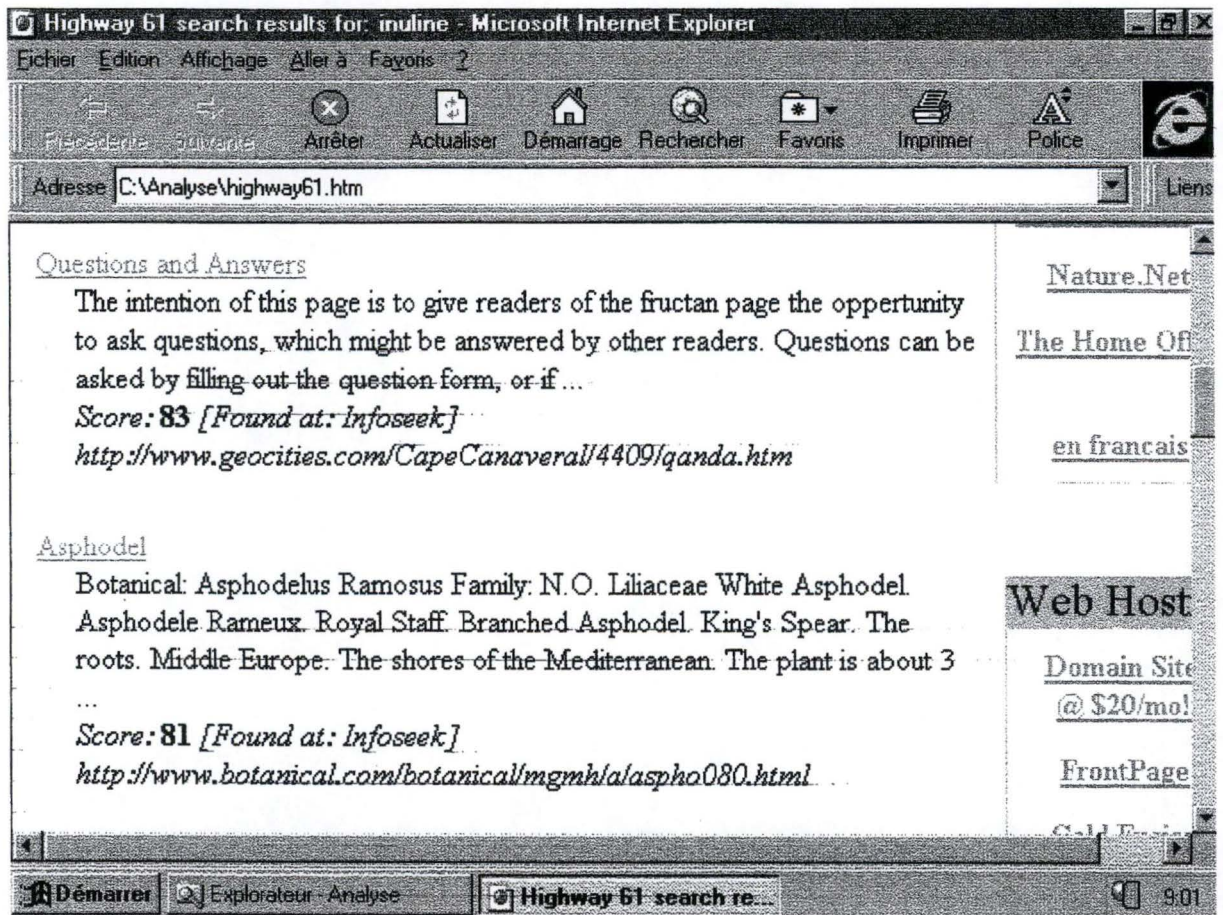 Highway 61 search results for: inuline - Microsoft Internet Explorer
Fichier Edition Affichage Aller à Favoris ?
Précédente Suivante Arrêter Actualiser Démarrage Rechercher Favoris Imprimer Police
Adresse C:\Analyse\highway61.htm Liens
Questions and Answers
The intention of this page is to give readers of the fructan page the oppertunity
to ask questions, which might be answered by other readers. Questions can be
asked by filling out the question form, or if ...
Score: 83 [Found at: Infoseek]
http://www.geocities.com/CapeCanaveral/4409/qanda.htm
Asphodel
Botanical: Asphodelus Ramosus Family: N.O. Liliaceae White Asphodel.
Asphodele Rameux. Royal Staff. Branched Asphodel. King's Spear. The
roots. Middle Europe. The shores of the Mediterranean. The plant is about 3
...
Score: 81 [Found at: Infoseek]
http://www.botanical.com/botanical/mgmh/a/aspho080.html
Nature.Net
The Home Off
en francais
Web Host
Domain Site
@ $20/mo!
FrontPage
Démarrer Explorateur - Analyse Highway 61 search re... 9:01